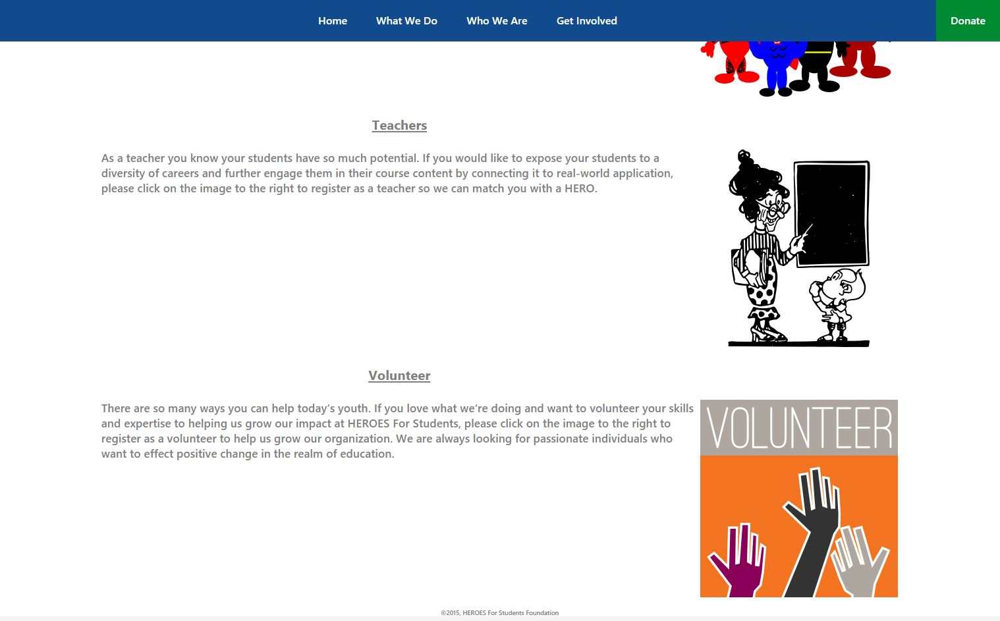 Home What We Do Who We Are Get Involved Donate
Teachers
As a teacher you know your students have so much potential. If you would like to expose your students to a
diversity of careers and further engage them in their course content by connecting it to real-world application,
please click on the image to the right to register as a teacher so we can match you with a HERO.
Volunteer
There are so many ways you can help today’s youth. If you love what we’re doing and want to volunteer your skills
and expertise to helping us grow our impact at HEROES For Students, please click on the image to the right to
register as a volunteer to help us grow our organization. We are always looking for passionate individuals who
want to effect positive change in the realm of education.
VOLUNTEER
©2015, HEROES For Students Foundation